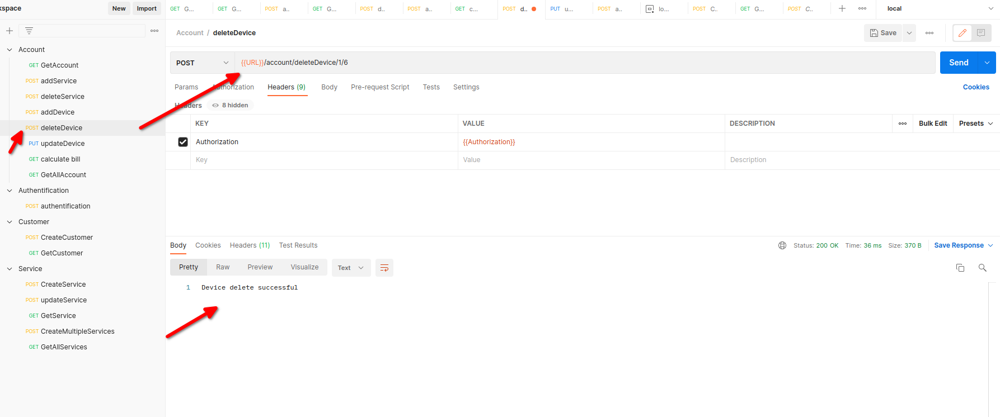 kspace New Import GET G... GET G... POST a.. GET G... POST d.. POST a.. GET c... POST d.. PUT u... POST a.. lo... POST C.. GET G... POST C.. local
Account / deleteDevice Save
Account
GET GetAccount
POST addService
POST deleteService
POST addDevice
POST deleteDevice
PUT updateDevice
GET calculate bill
GET GetAllAccount
Authentification
POST authentification
Customer
POST CreateCustomer
GET GetCustomer
Service
POST CreateService
POST updateService
GET GetService
POST CreateMultipleServices
GET GetAllServices
POST {{URL}}/account/deleteDevice/1/6 Send
Params Authorization Headers (9) Body Pre-request Script Tests Settings Cookies
Headers 8 hidden
KEY VALUE DESCRIPTION Bulk Edit Presets
Authorization {{Authorization}}
Key Value Description
Body Cookies Headers (11) Test Results Status: 200 OK Time: 36 ms Size: 370 B Save Response
Pretty Raw Preview Visualize Text
1 Device delete successful